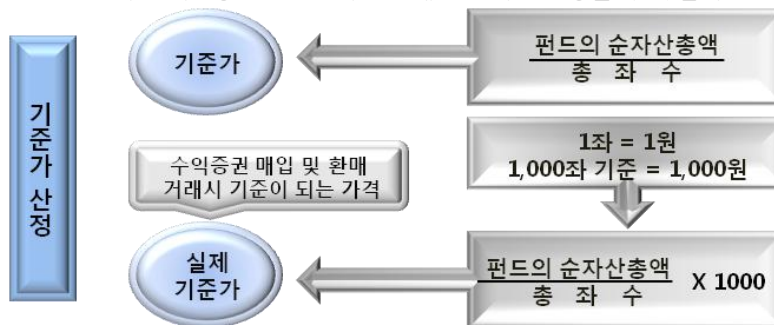 기준가 산정
기준가
펀드의 순자산총액
총 좌 수
1좌 = 1원
1,000좌 기준 = 1,000원
수익증권 매입 및 환매
거래시 기준이 되는 가격
실제
기준가
펀드의 순자산총액
총 좌 수
X 1000